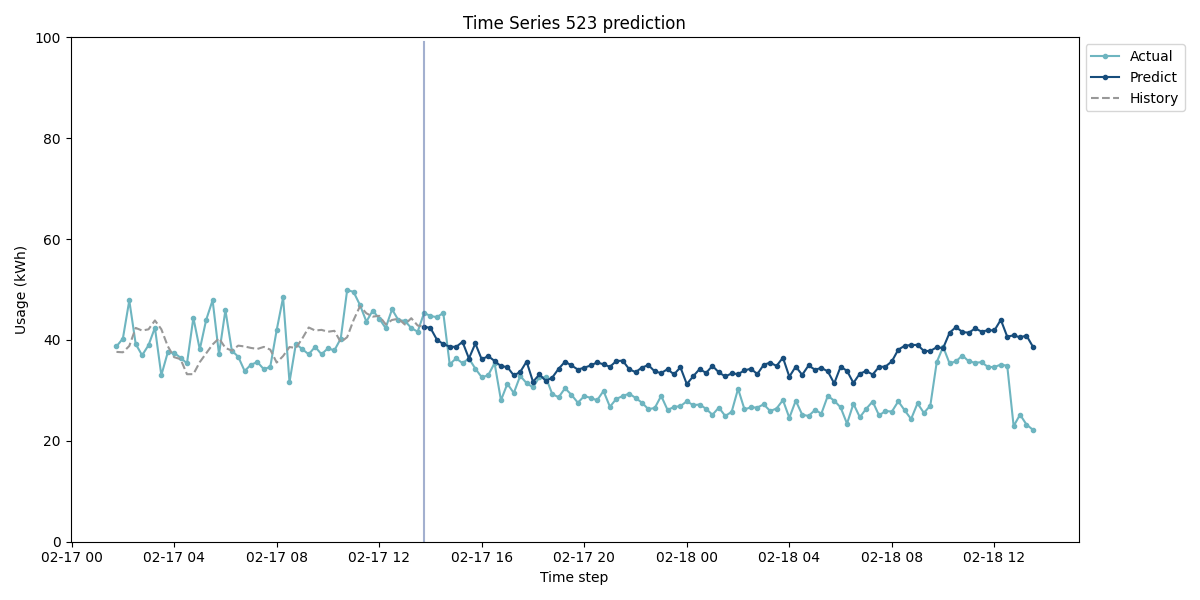 Time Series 523 prediction
Actual
Predict
History
Usage (kWh)
100
80
60
40
20
0
02-17 00 02-17 04 02-17 08 02-17 12 02-17 16 02-17 20 02-18 00 02-18 04 02-18 08 02-18 12
Time step